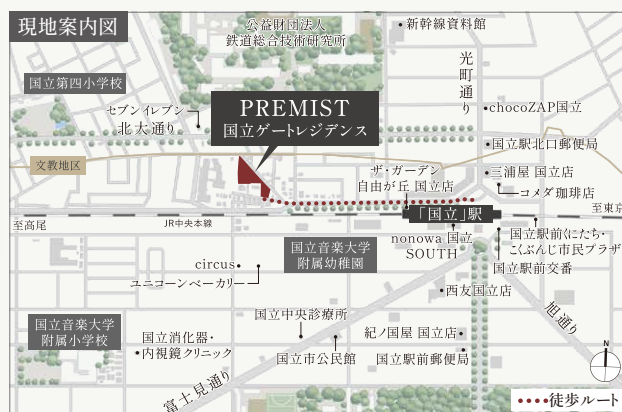 現地案内図
公益財団法人
鉄道総合技術研究所
新幹線資料館
光町通り
国立第四小学校
セブンイレブン
北大通り
PREMIST
国立ゲートレジデンス
chocoZAP国立
国立駅北口郵便局
文教地区
ザ・ガーデン
自由が丘 国立店
三浦屋 国立店
コメダ珈琲店
至高尾
JR中央本線
「国立」駅
至東京
nonowa 国立
SOUTH
国立駅前くにたち・
こくぶんじ市民プラザ
国立駅前交番
国立音楽大学
附属幼稚園
circus
ユニコーンベーカリー
西友国立店
旭通り
国立音楽大学
附属小学校
国立消化器・
内視鏡クリニック
国立中央診療所
国立市公民館
紀ノ国屋 国立店
国立駅前郵便局
富士見通り
N
徒歩ルート